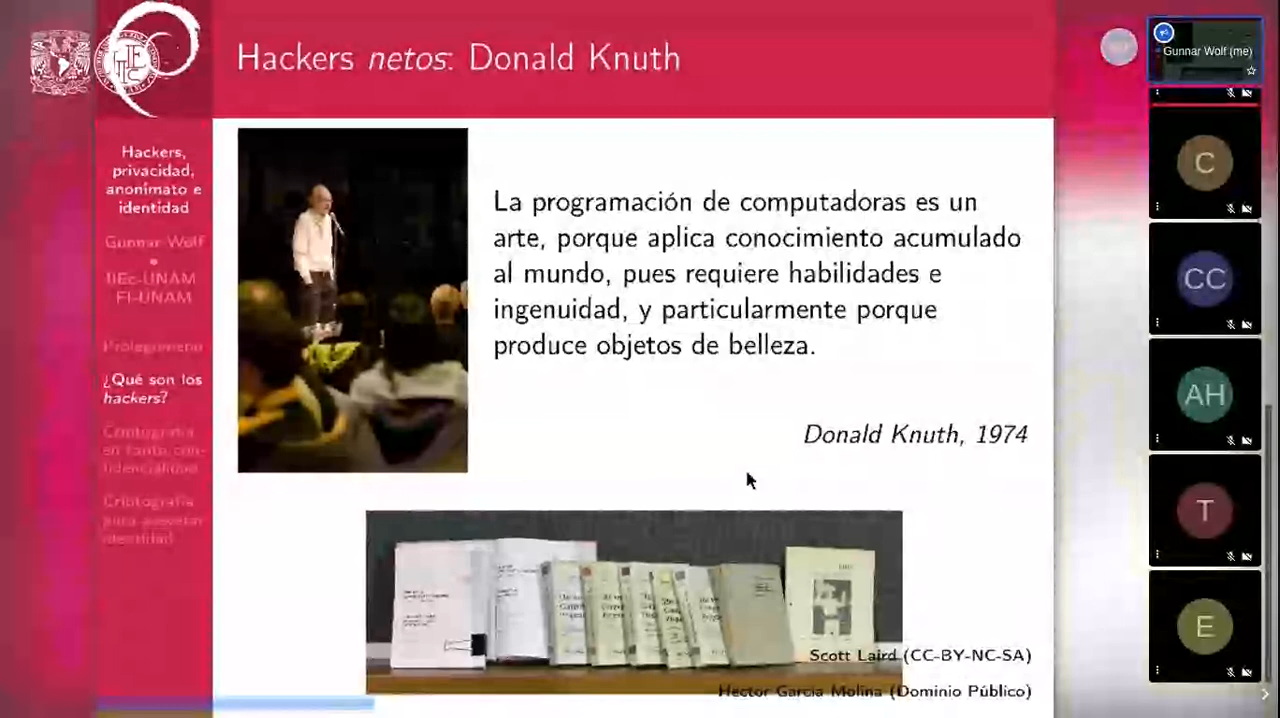 Hackers netos: Donald Knuth
Gunnar Wolf (me)
Hackers,
privacidad,
anonimato e
identidad
Gunnar Wolf
IIEc-UNAM
FI-UNAM
Prolegómeno
¿Qué son los
hackers?
Criptografía
en tanto con-
fidencialidad
Criptografía
para asegurar
identidad
La programación de computadoras es un
arte, porque aplica conocimiento acumulado
al mundo, pues requiere habilidades e
ingenuidad, y particularmente porque
produce objetos de belleza.
Donald Knuth, 1974
Scott Laird (CC-BY-NC-SA)
Hector García Molina (Dominio Público)
C
CC
AH
T
E